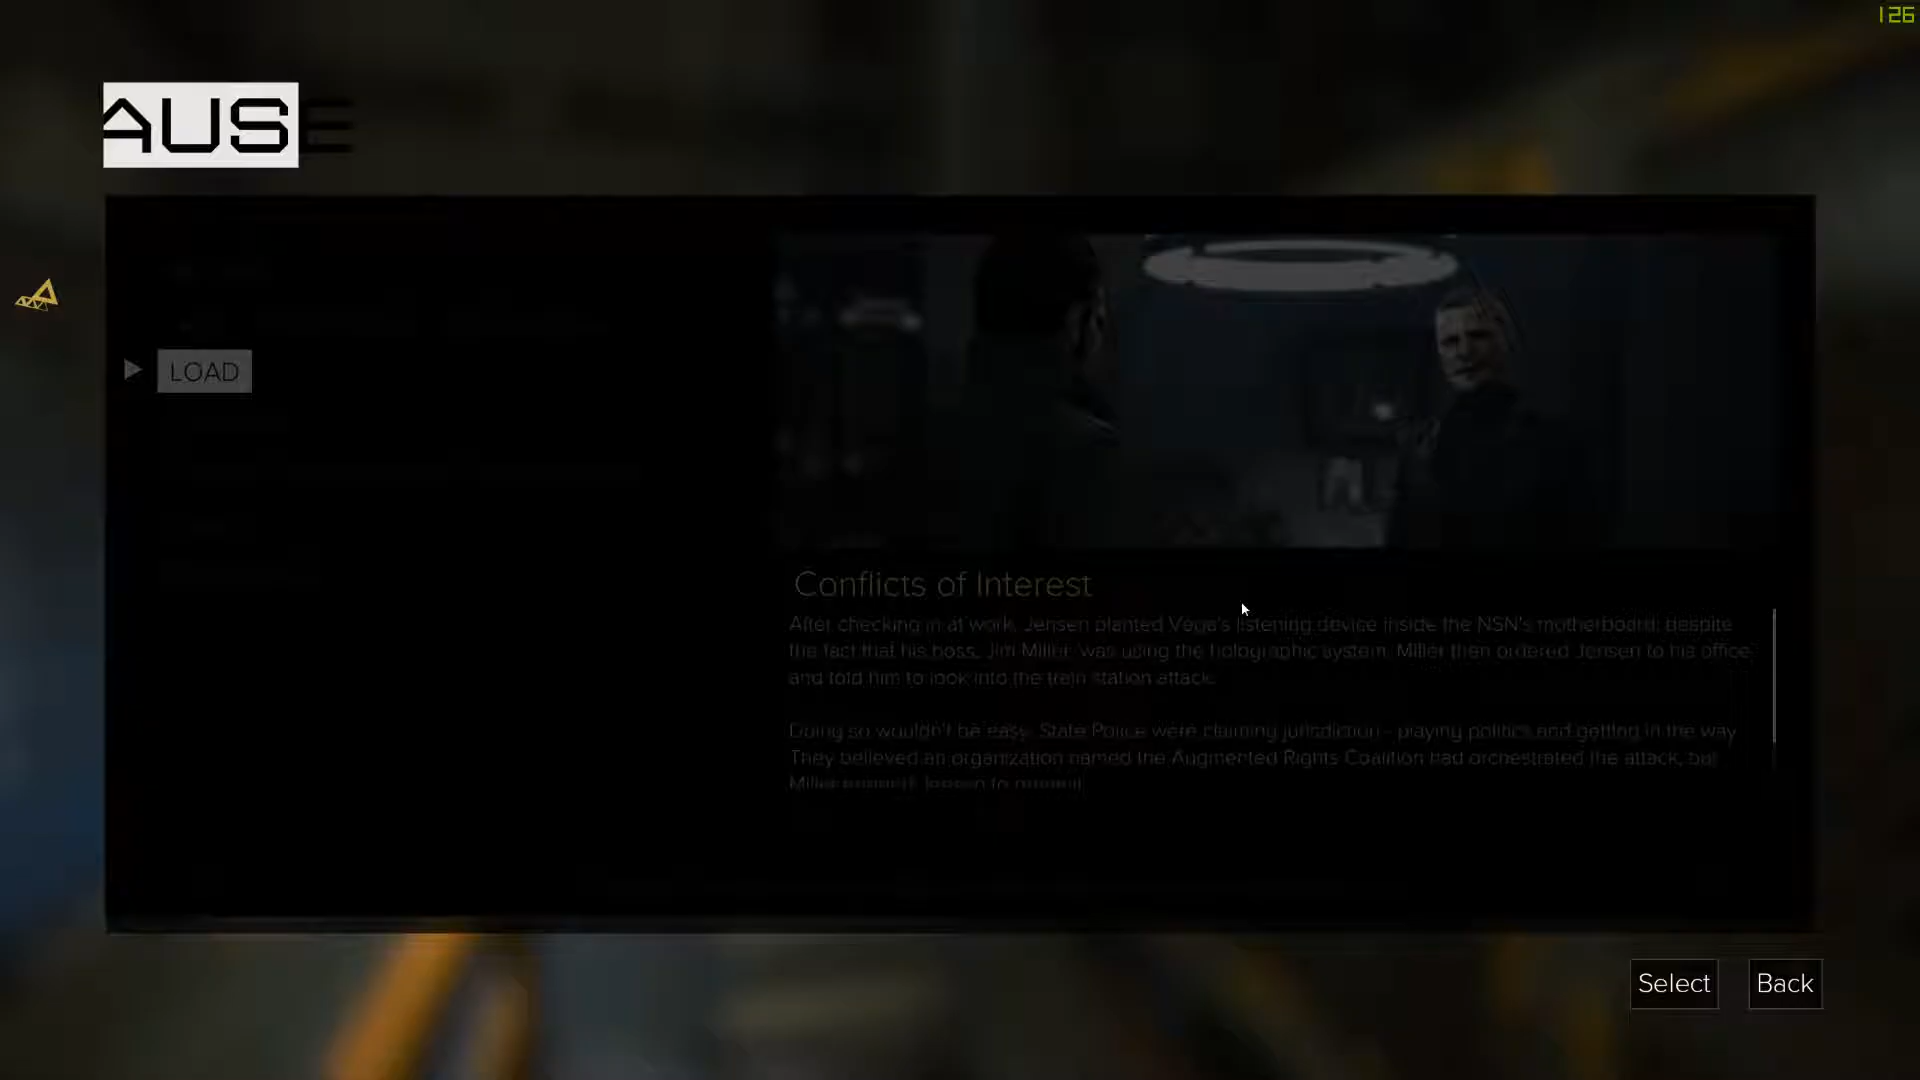 126
AUSE
LOAD
Conflicts of Interest
After checking in at work, Jensen planted Vega's listening device inside the NSN's motherboard; despite
the fact that his boss, Jim Miller, was using the holographic system. Miller then ordered Jensen to his office
and told him to look into the train station attack.
Doing so wouldn't be easy. State Police were claiming jurisdiction - playing politics and getting in the way.
They believed an organization named the Augmented Rights Coalition had orchestrated the attack, but
Miller Jensen to
Select
Back